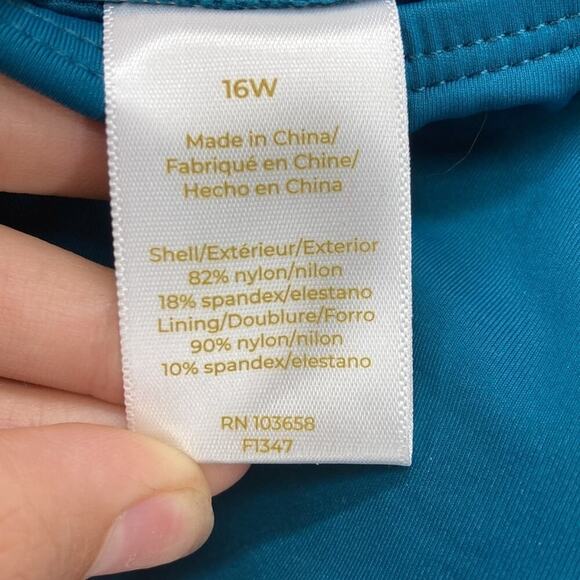 16W
Made in China/
Fabriqué en Chine/
Hecho en China
Shell/Extérieur/Exterior
82% nylon/nilon
18% spandex/elestano
Lining/Doublure/Forro
90% nylon/nilon
10% spandex/elestano
RN 103658
F1347